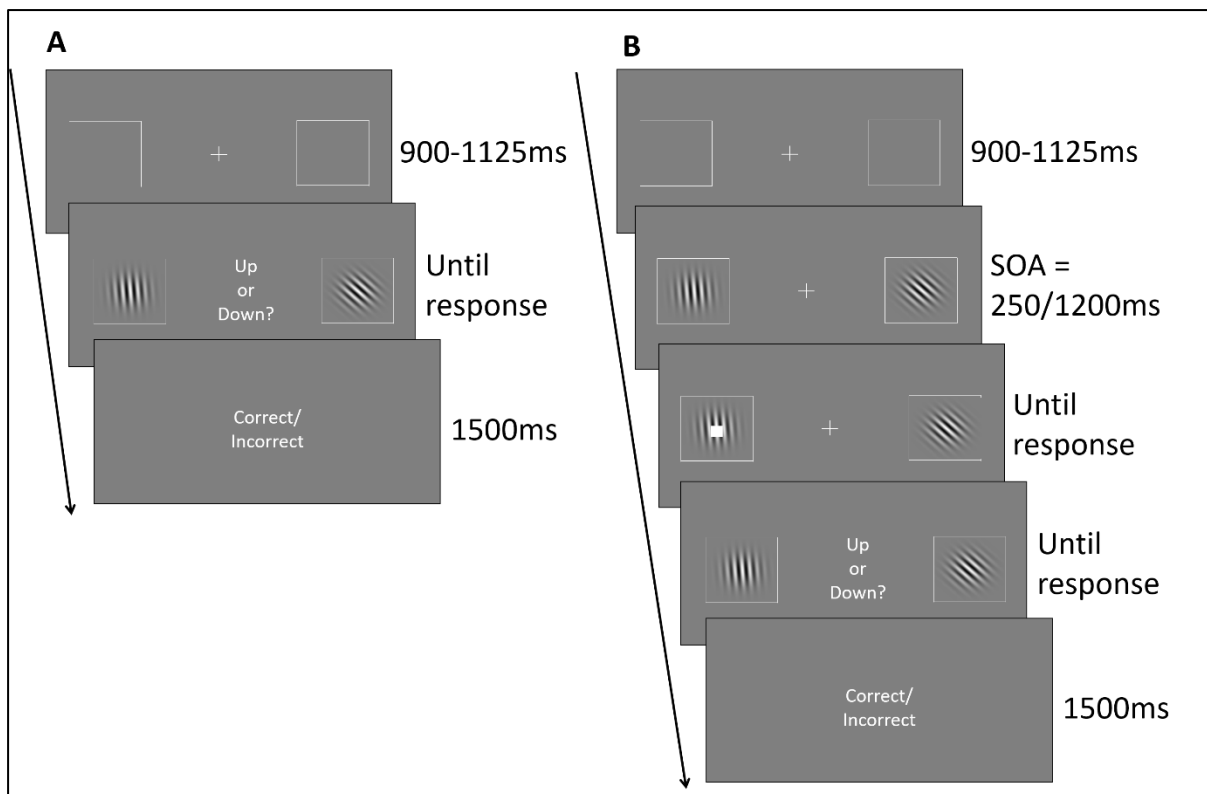 A
900-1125ms
Up
or
Down?
Until
response
Correct/
Incorrect
1500ms
B
900-1125ms
SOA =
250/1200ms
Until
response
Up
or
Down?
Until
response
Correct/
Incorrect
1500ms